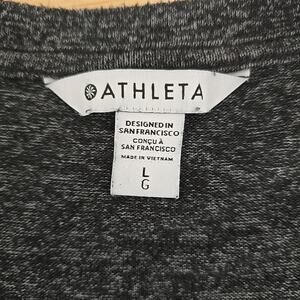 ATHLETA
DESIGNED IN
SAN FRANCISCO
CONÇU À
SAN FRANCISCO
MADE IN VIETNAM
L
G